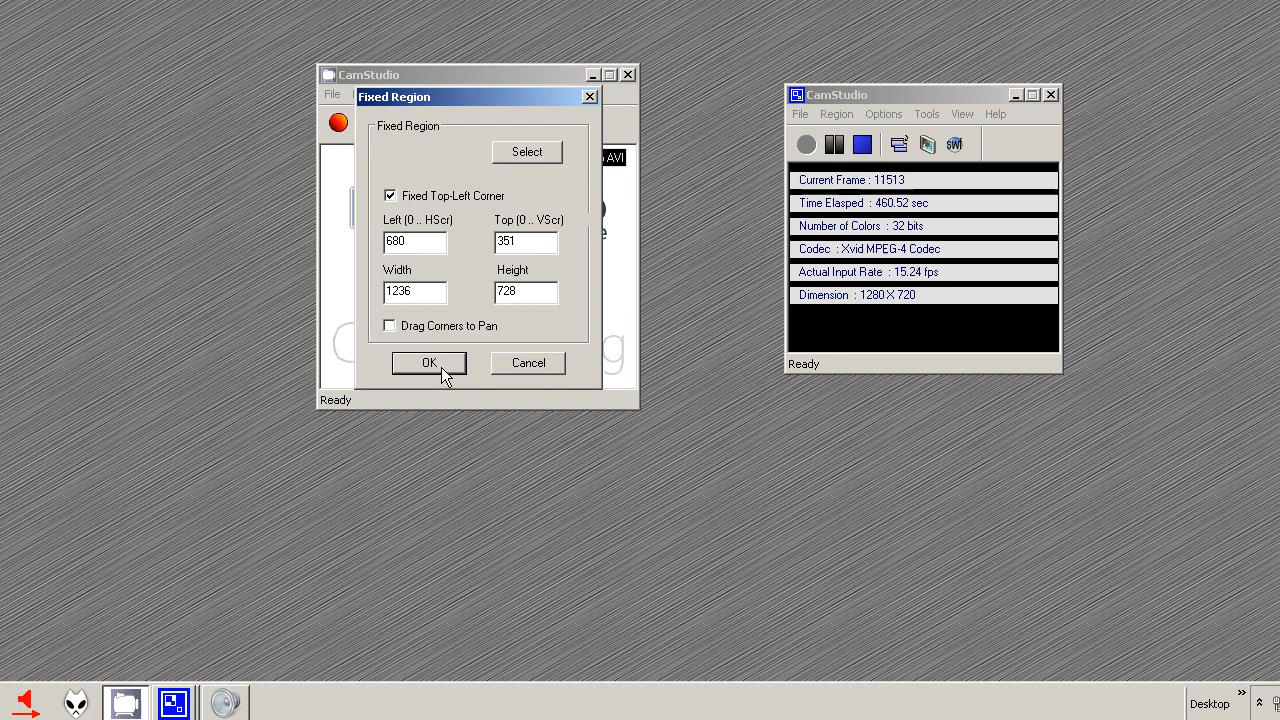 CamStudio
File
Fixed Region
Fixed Region
Select
AVI
Fixed Top-Left Corner
Left (0 .. HScr)
Top (0 .. VScr)
680
351
Width
Height
1236
728
Drag Corners to Pan
OK
Cancel
Ready
CamStudio
File Region Options Tools View Help
SWF
Current Frame : 11513
Time Elasped : 460.52 sec
Number of Colors : 32 bits
Codec : Xvid MPEG-4 Codec
Actual Input Rate : 15.24 fps
Dimension : 1280 X 720
Ready
Desktop